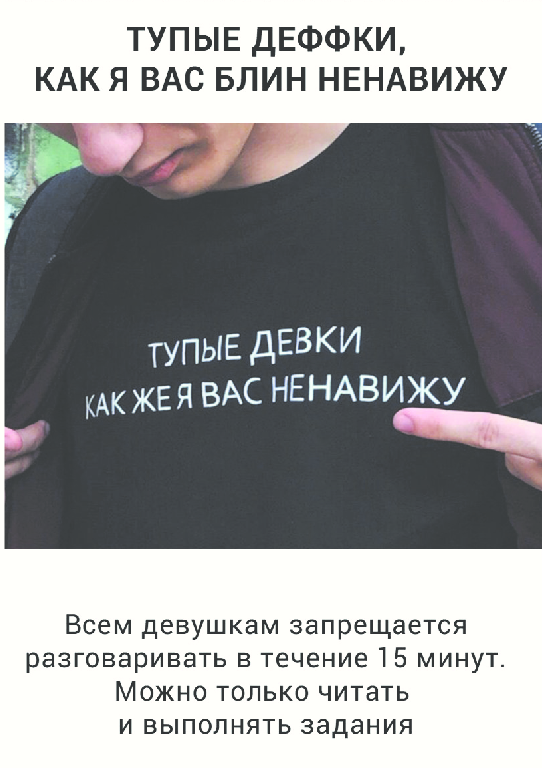 ТУПЫЕ ДЕФФКИ,
КАК Я ВАС БЛИН НЕНАВИЖУ
ТУПЫЕ ДЕВКИ
КАК ЖЕ Я ВАС НЕНАВИЖУ
Всем девушкам запрещается
разговаривать в течение 15 минут.
Можно только читать
и выполнять задания